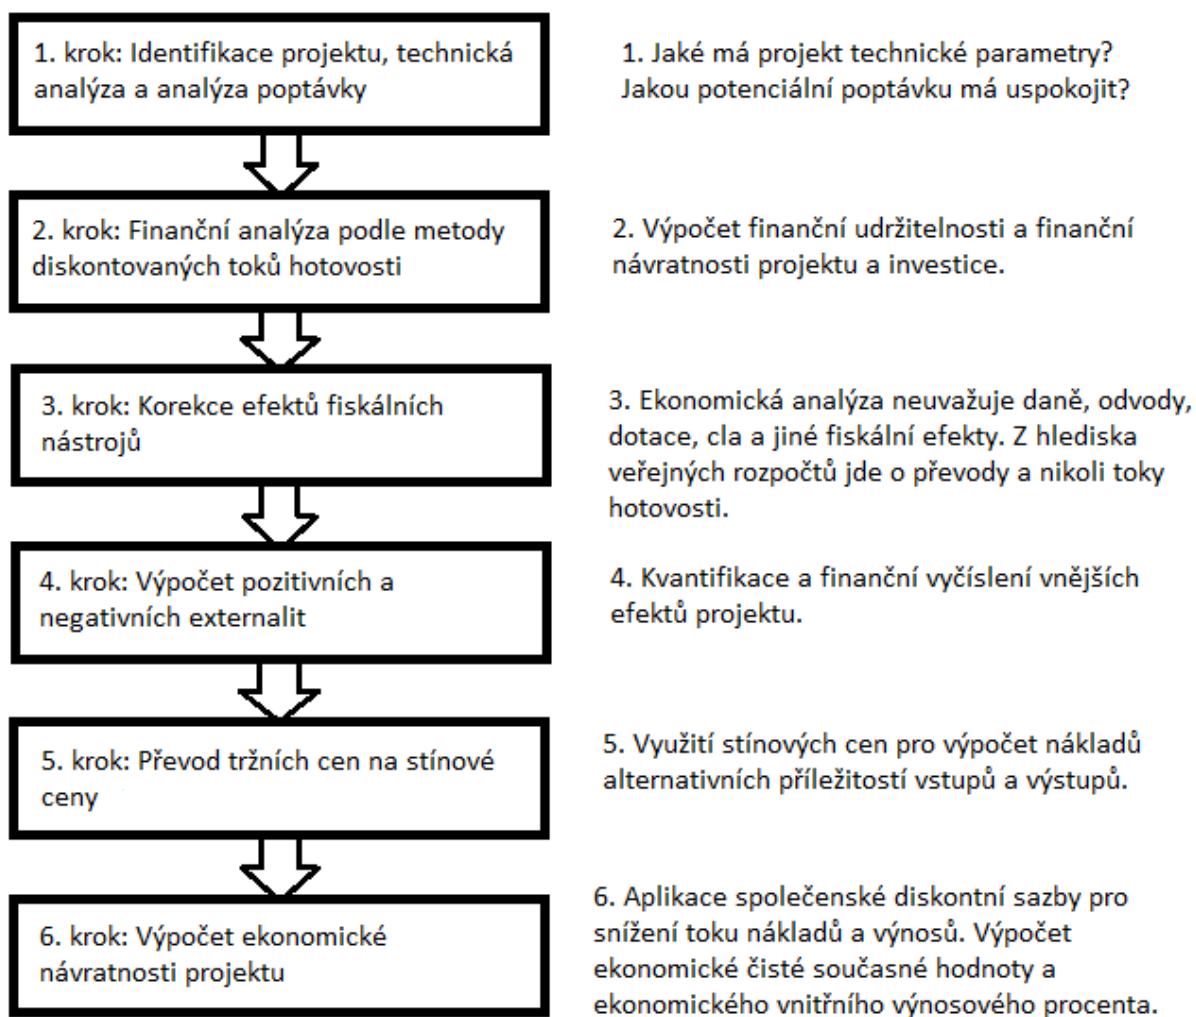 1. krok: Identifikace projektu, technická
analýza a analýza poptávky
1. Jaké má projekt technické parametry?
Jakou potenciální poptávku má uspokojit?
2. krok: Finanční analýza podle metody
diskontovaných toků hotovosti
2. Výpočet finanční udržitelnosti a finanční
návratnosti projektu a investice.
3. krok: Korekce efektů fiskálních
nástrojů
3. Ekonomická analýza neuvažuje daně, odvody,
dotace, cla a jiné fiskální efekty. Z hlediska
veřejných rozpočtů jde o převody a nikoli toky
hotovosti.
4. krok: Výpočet pozitivních a
negativních externalit
4. Kvantifikace a finanční vyčíslení vnějších
efektů projektu.
5. krok: Převod tržních cen na stínové
ceny
5. Využití stínových cen pro výpočet nákladů
alternativních příležitostí vstupů a výstupů.
6. krok: Výpočet ekonomické
návratnosti projektu
6. Aplikace společenské diskontní sazby pro
snížení toku nákladů a výnosů. Výpočet
ekonomické čisté současné hodnoty a
ekonomického vnitřního výnosového procenta.